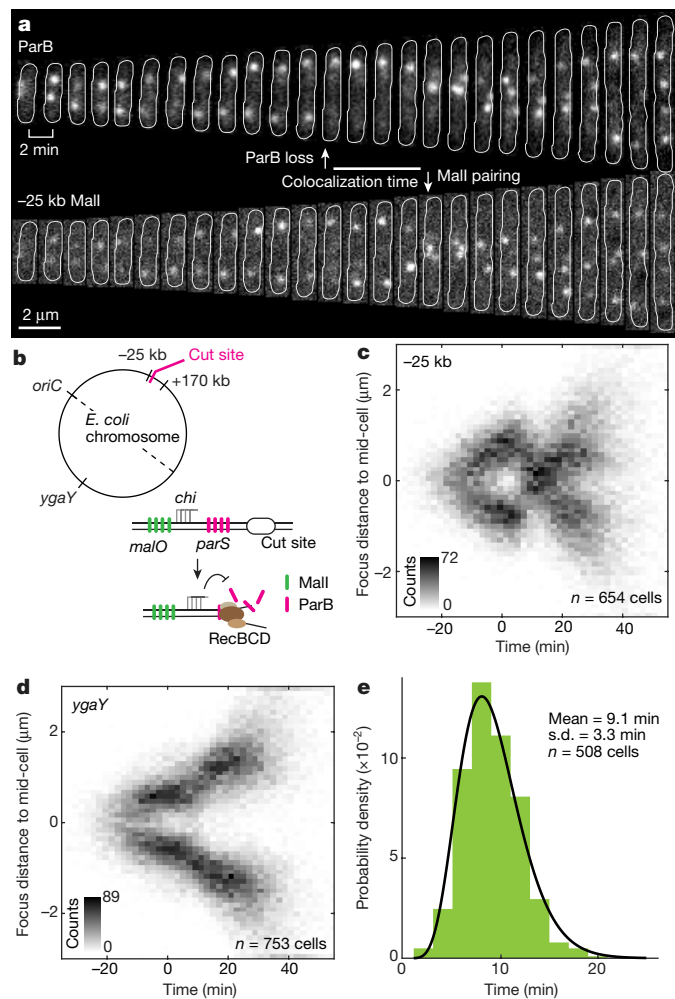 a
ParB
2 min
ParB loss
Colocalization time
MalI pairing
–25 kb MalI
2 μm
b
–25 kb
Cut site
+170 kb
oriC
E. coli
chromosome
ygaY
chi
malO
parS
Cut site
MalI
ParB
RecBCD
c
–25 kb
Focus distance to mid-cell (μm)
2
0
–2
Counts
72
0
n = 654 cells
–20
0
20
40
Time (min)
d
ygaY
Focus distance to mid-cell (μm)
2
0
–2
Counts
89
0
n = 753 cells
–20
0
20
40
Time (min)
e
Probability density (×10⁻²)
10
5
0
Mean = 9.1 min
s.d. = 3.3 min
n = 508 cells
0
10
20
Time (min)